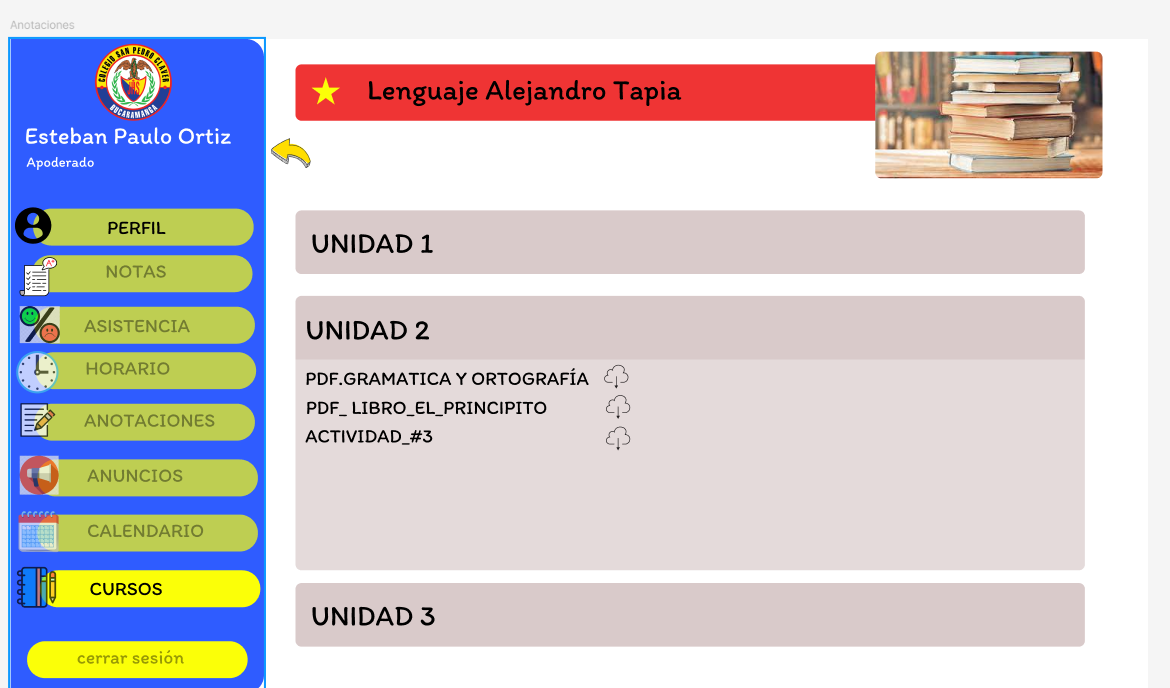 Anotaciones
COLEGIO SAN PEDRO CLAVER
BUCARAMANGA
Esteban Paulo Ortiz
Apoderado
PERFIL
NOTAS
A+
ASISTENCIA
HORARIO
ANOTACIONES
ANUNCIOS
CALENDARIO
CURSOS
cerrar sesión
Lenguaje Alejandro Tapia
UNIDAD 1
UNIDAD 2
PDF.GRAMATICA Y ORTOGRAFÍA
PDF_ LIBRO_EL_PRINCIPITO
ACTIVIDAD_#3
UNIDAD 3